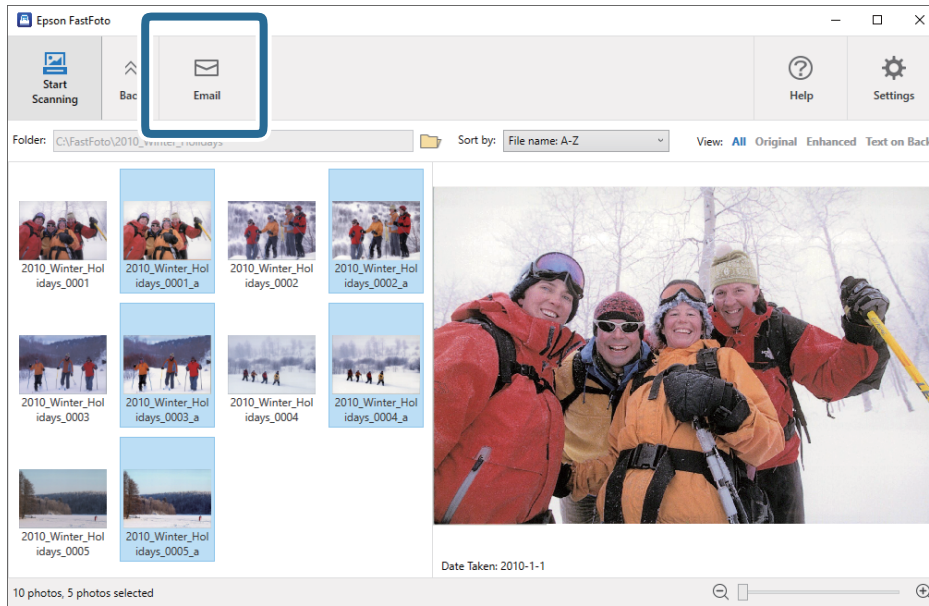 Epson FastFoto
Start
Scanning
Bac
Email
Help
Settings
Folder: C:\FastFoto\2010_Winter_Holidays
Sort by: File name: A-Z
View: All Original Enhanced Text on Back
2010_Winter_Hol
idays_0001
2010_Winter_Hol
idays_0001_a
2010_Winter_Hol
idays_0002
2010_Winter_Hol
idays_0002_a
2010_Winter_Hol
idays_0003
2010_Winter_Hol
idays_0003_a
2010_Winter_Hol
idays_0004
2010_Winter_Hol
idays_0004_a
2010_Winter_Hol
idays_0005
2010_Winter_Hol
idays_0005_a
Date Taken: 2010-1-1
10 photos, 5 photos selected